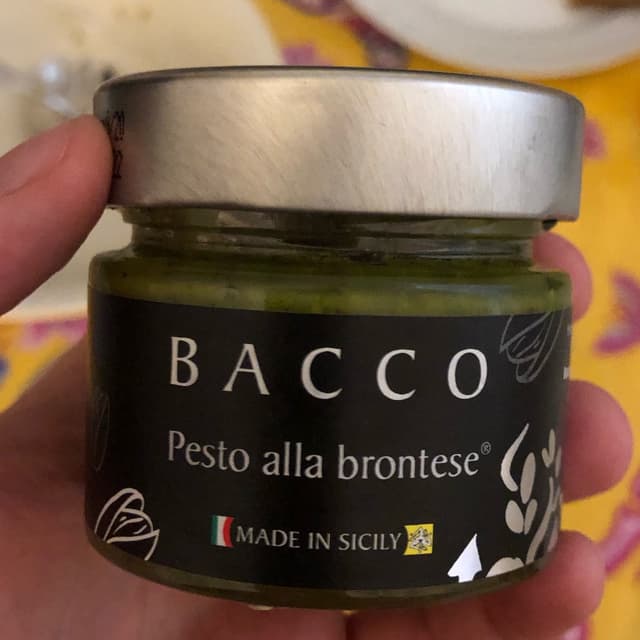 BACCO
Pesto alla brontese®
MADE IN SICILY